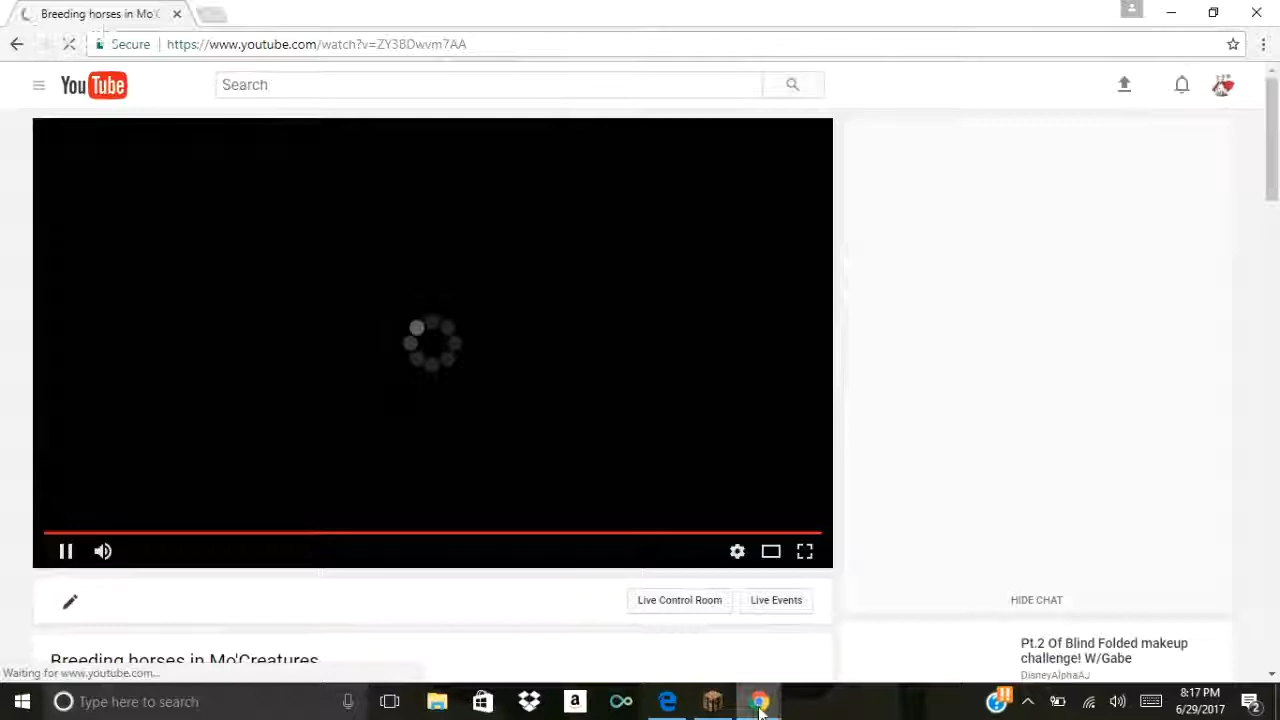 Breeding horses in Mo'C
Secure
https://www.youtube.com/watch?v=ZY38Dwvm7AA
YouTube
Search
HIDE CHAT
Live Control Room
Live Events
Breeding horses in Mo'Creatures
Pt.2 Of Blind Folded makeup
challenge! W/Gabe
DisneyAlphaAJ
Waiting for www.youtube.com...
Type here to search
a
8:17 PM
6/29/2017
2